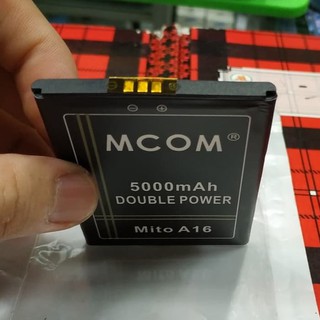 MCOM®
5000mAh
DOUBLE POWER
Mito A16